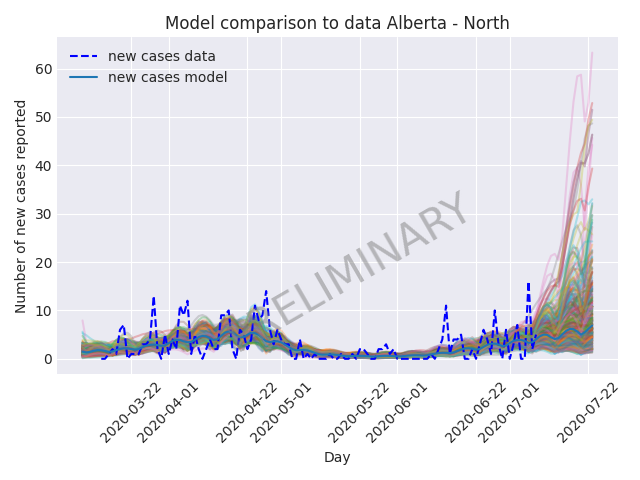 Model comparison to data Alberta - North
new cases data
new cases model
Number of new cases reported
60
50
40
30
20
10
0
ELIMINARY
2020-03-22
2020-04-01
2020-04-22
2020-05-01
2020-05-22
2020-06-01
2020-06-22
2020-07-01
2020-07-22
Day